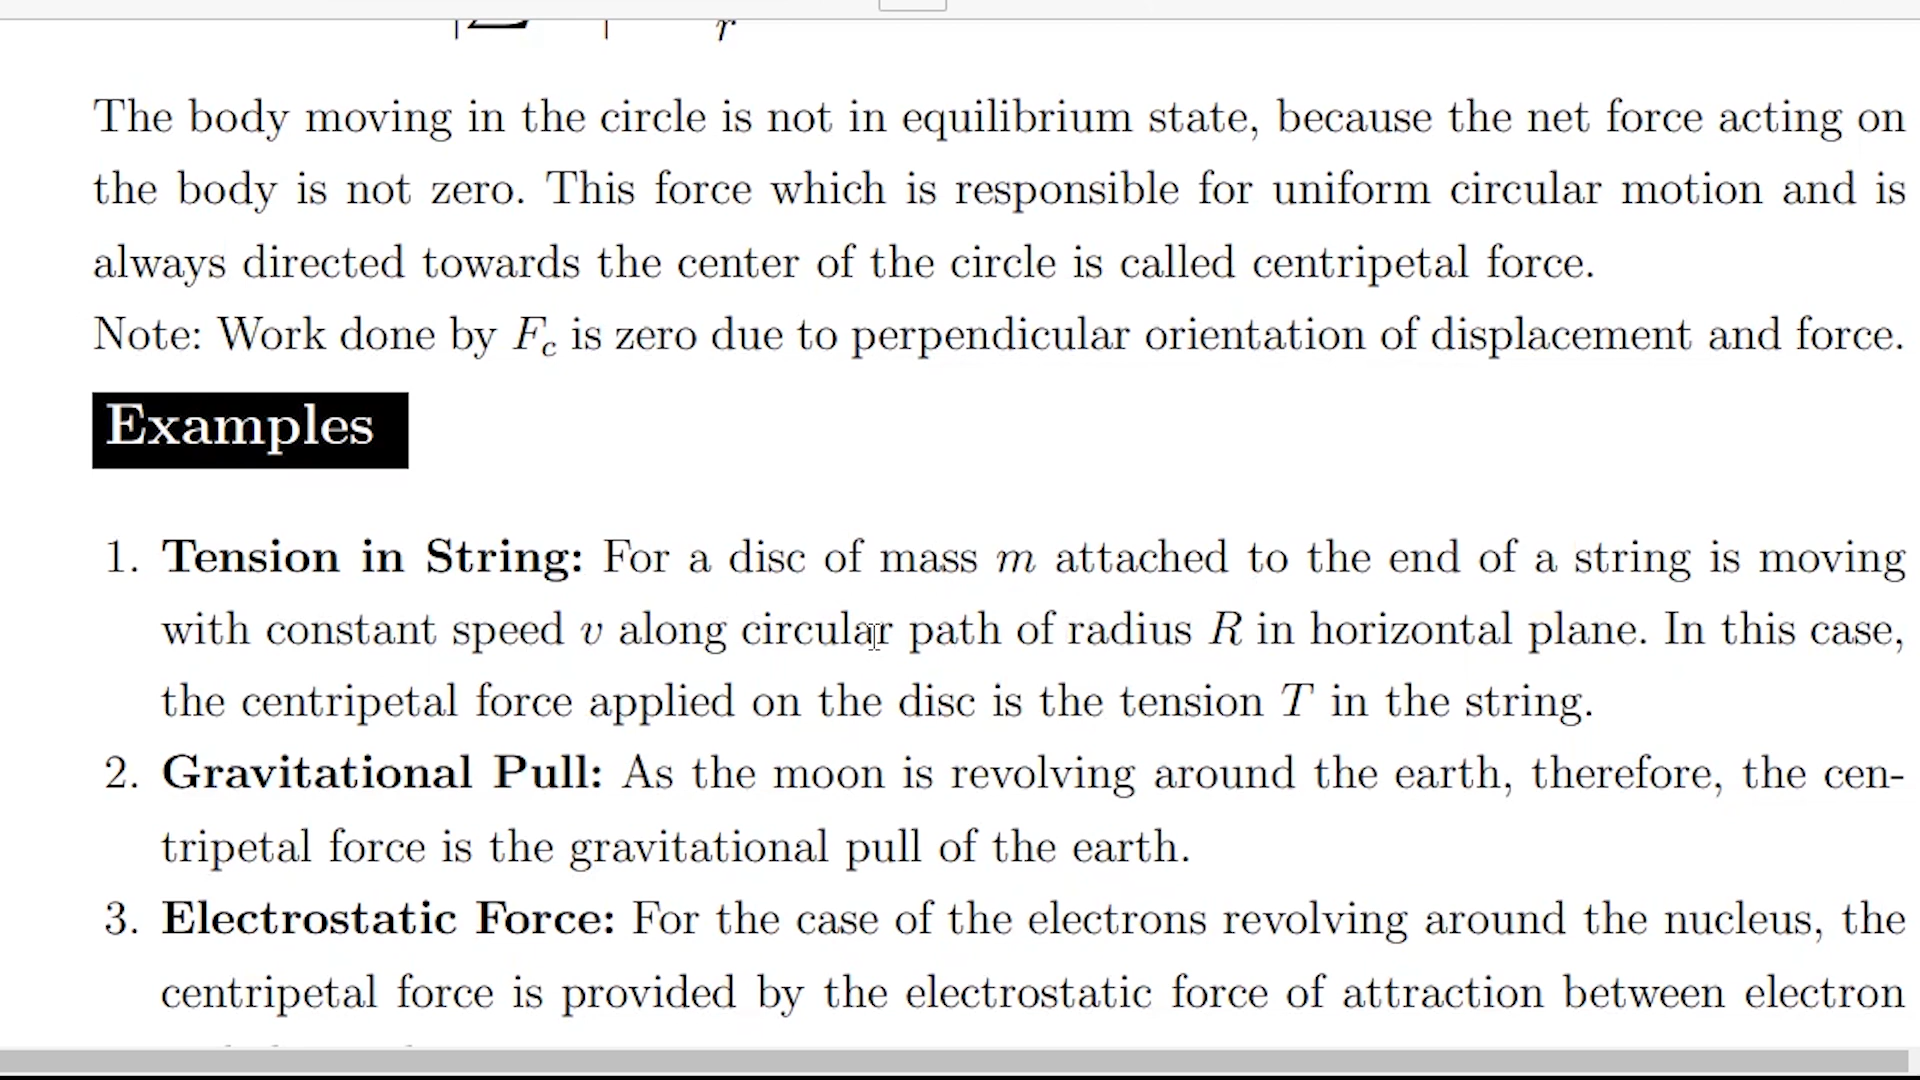 r
The body moving in the circle is not in equilibrium state, because the net force acting on
the body is not zero. This force which is responsible for uniform circular motion and is
always directed towards the center of the circle is called centripetal force.
Note: Work done by F_c is zero due to perpendicular orientation of displacement and force.
Examples
1. Tension in String: For a disc of mass m attached to the end of a string is moving
with constant speed v along circular path of radius R in horizontal plane. In this case,
the centripetal force applied on the disc is the tension T in the string.
2. Gravitational Pull: As the moon is revolving around the earth, therefore, the cen-
tripetal force is the gravitational pull of the earth.
3. Electrostatic Force: For the case of the electrons revolving around the nucleus, the
centripetal force is provided by the electrostatic force of attraction between electron